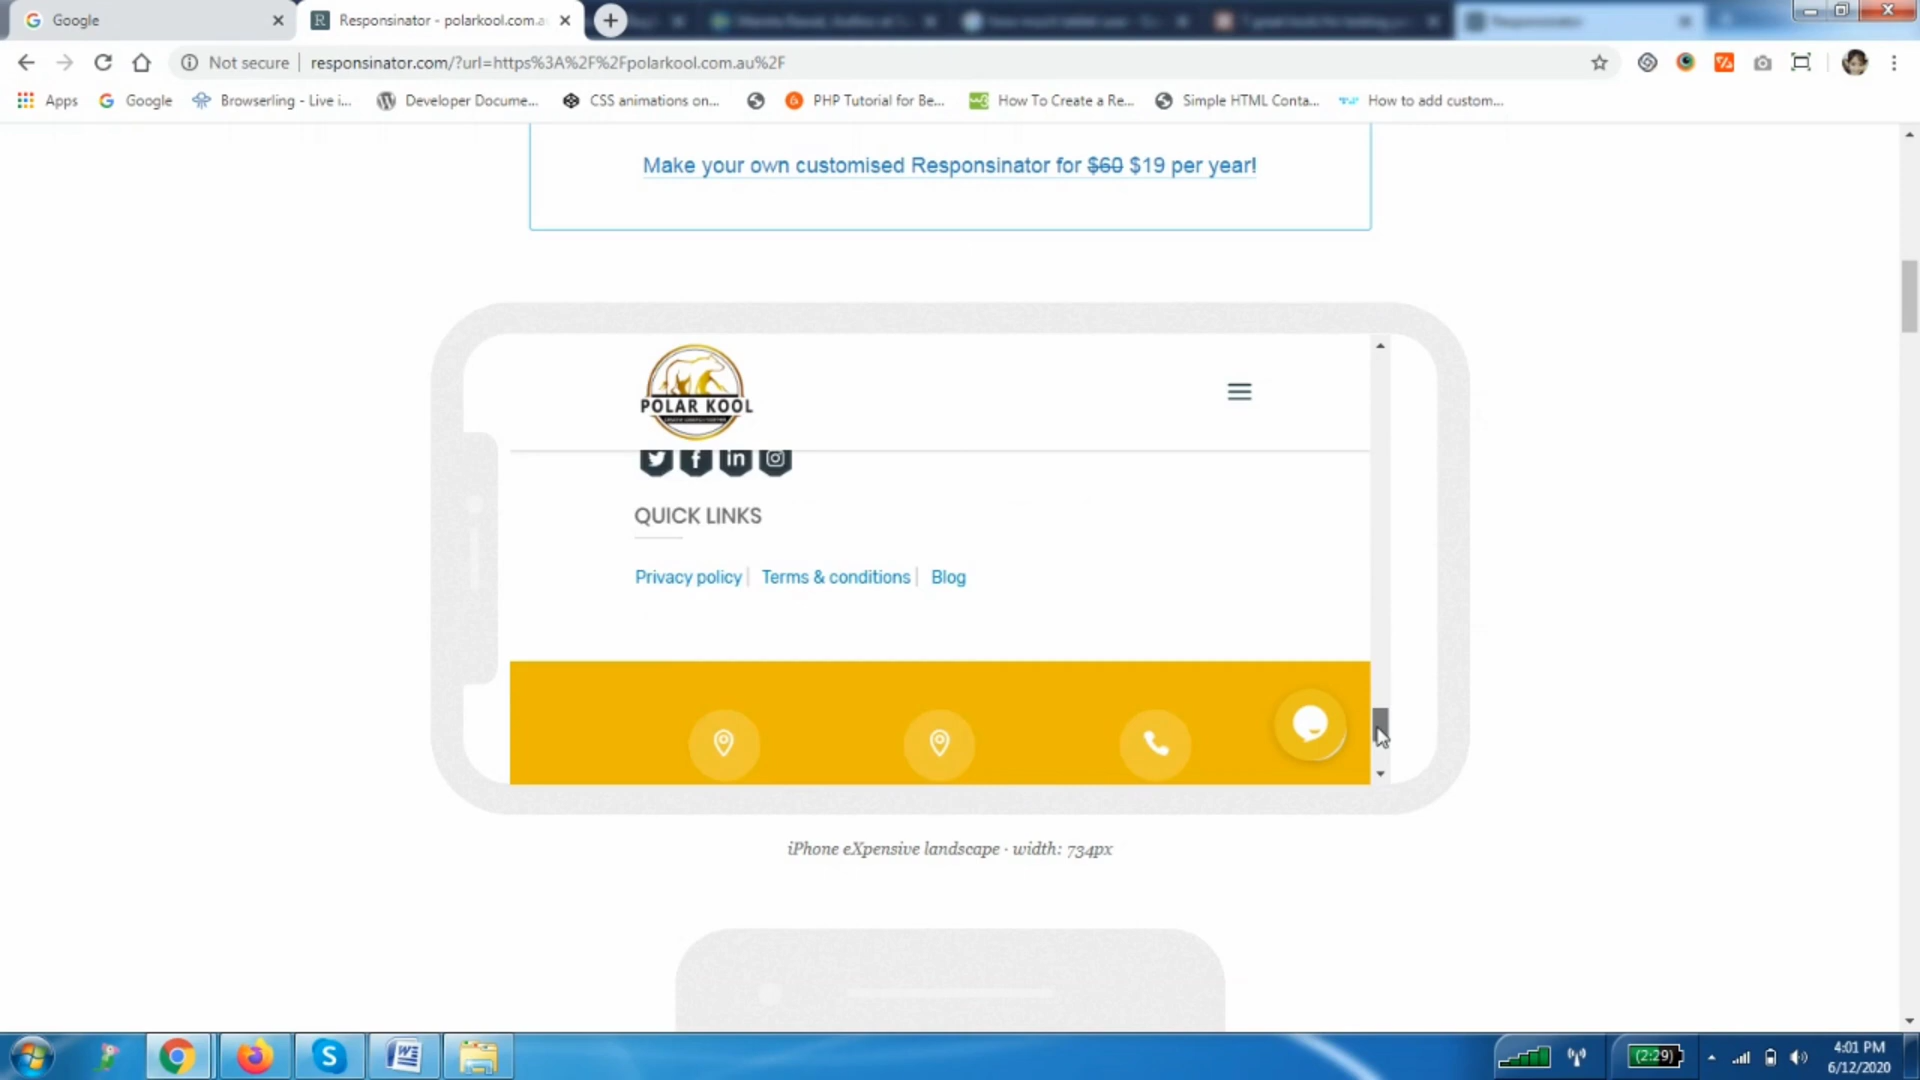 Google
Responsinator - polarkool.com.a
Not secure
responsinator.com/?url=https%3A%2F%2Fpolarkool.com.au%2F
Apps
Google
Browserling - Live i...
Developer Docume...
CSS animations on...
PHP Tutorial for Be...
How To Create a Re...
Simple HTML Conta...
How to add custom...
Make your own customised Responsinator for $60 $19 per year!
POLAR KOOL
QUICK LINKS
Privacy policy | Terms & conditions | Blog
iPhone eXpensive landscape · width: 734px
(2:29)
4:01 PM
6/12/2020